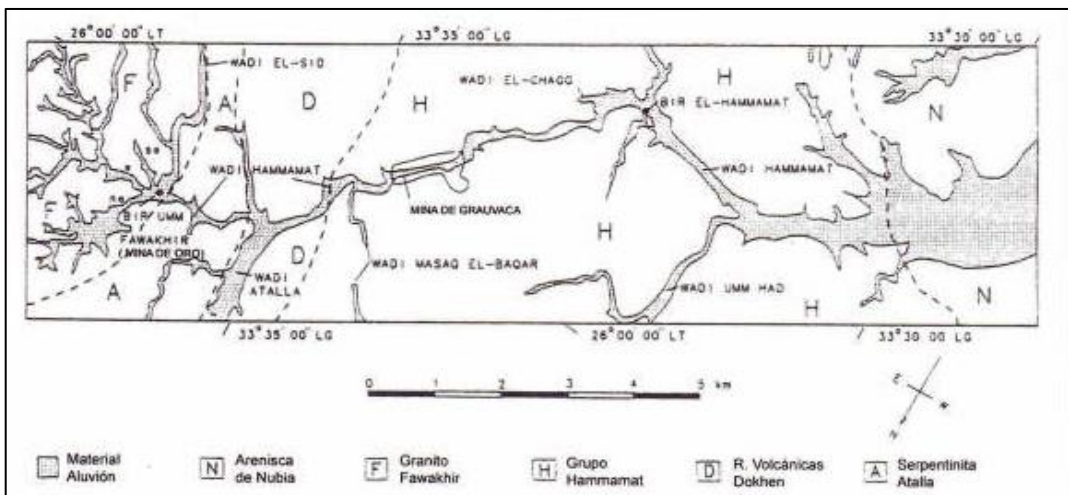 26° 00' 00" LT
33° 35' 00" LG
33° 30' 00" LG
WADI EL-SID
F
A
D
H
WADI EL-CHAGG
H
BIR EL-HAMMAMAT
N
WADI HAMMAMAT
WADI HAMMAMAT
MINA DE GRAUVACA
F
BIR UMM
FAWAKHIR
(MINA DE ORO)
D
H
WADI ATALLA
WADI MASAQ EL-BAQAR
WADI UMM HAD
A
H
N
33° 35' 00" LG
26° 00' 00" LT
33° 30' 00 LG
0 1 2 3 4 5 km
Material Aluvión
N Arenisca de Nubia
F Granito Fawakhir
H Grupo Hammamat
D R. Volcánicas Dokhen
A Serpentinita Atalla